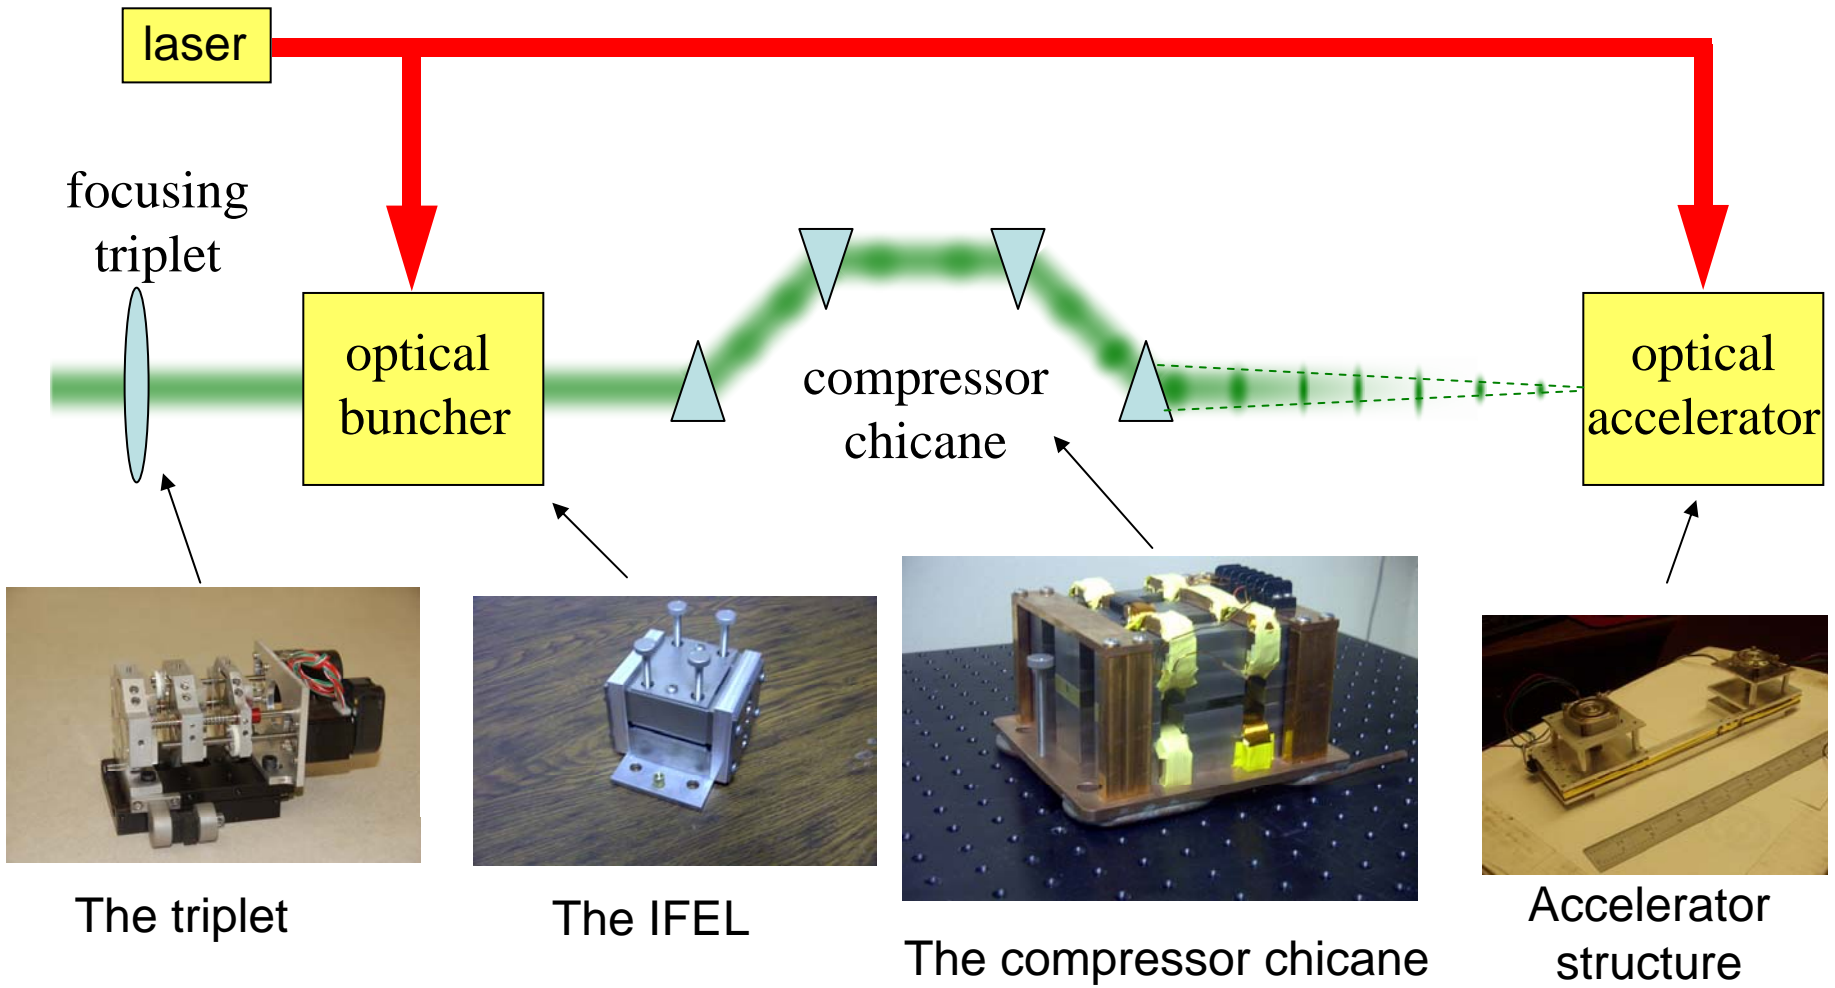 laser
focusing
triplet
optical
buncher
compressor
chicane
optical
accelerator
The triplet
The IFEL
The compressor chicane
Accelerator
structure